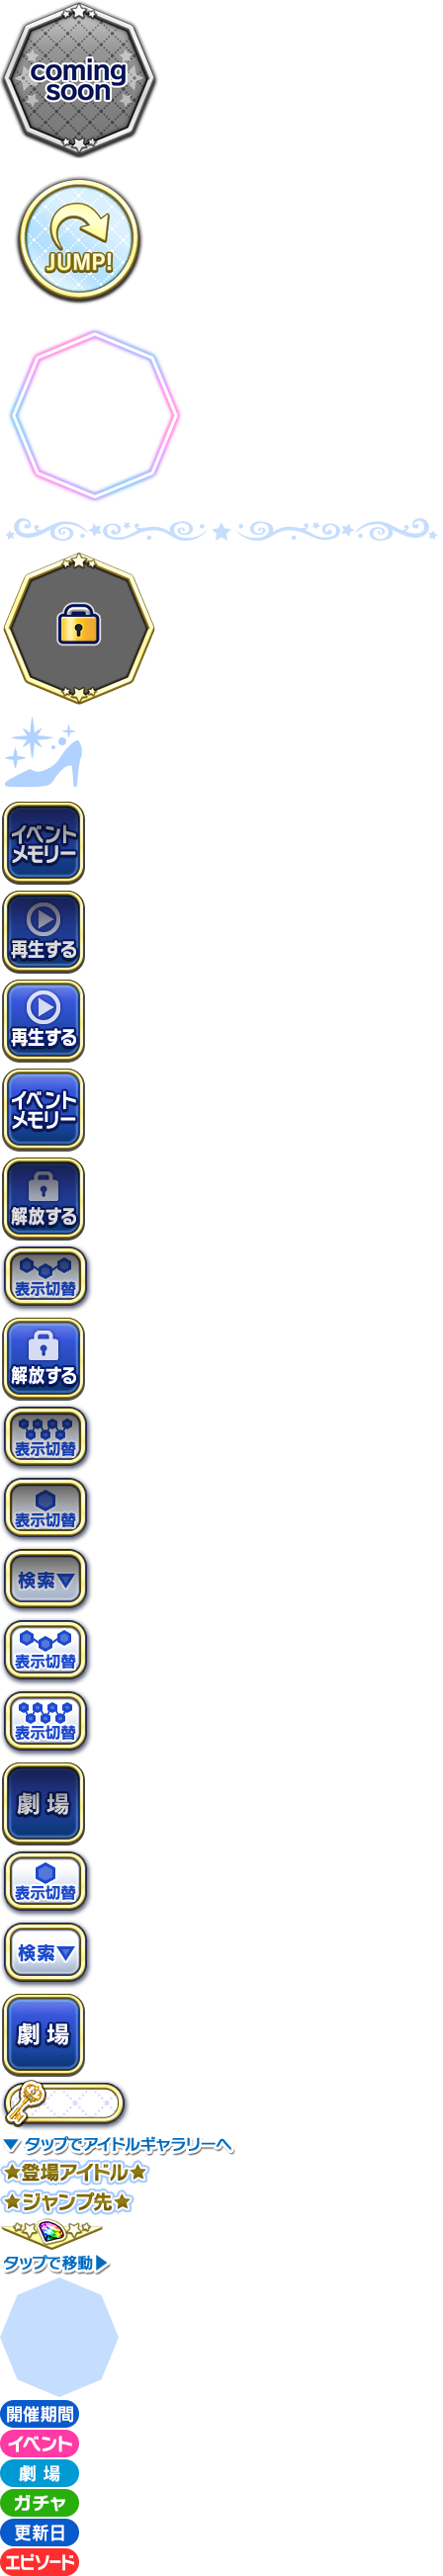 coming
soon
JUMP!
イベント
メモリー
再生する
再生する
イベント
メモリー
解放する
表示切替
解放する
表示切替
表示切替
検索▼
表示切替
表示切替
劇場
表示切替
検索▼
劇場
▼ タップでアイドルギャラリーへ
★登場アイドル★
★ジャンプ先★
タップで移動▶
開催期間
イベント
劇場
ガチャ
更新日
エピソード